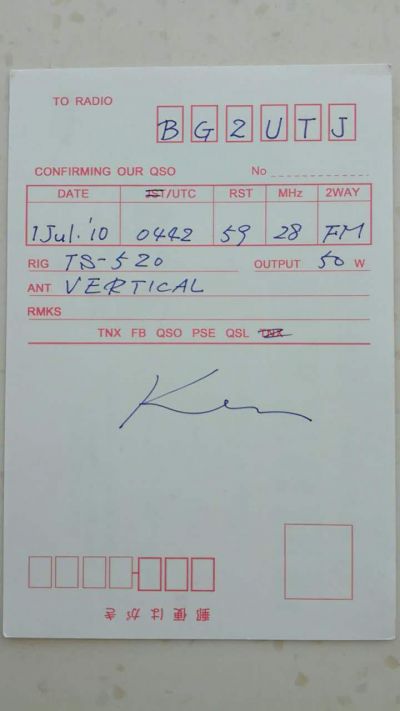 TO RADIO
BG2UTJ
CONFIRMING OUR QSO No
DATE JST/UTC RST MHz 2WAY
1 Jul. '10 0442 59 28 FM
RIG TS-520 OUTPUT 50 W
ANT VERTICAL
RMKS
TNX FB QSO PSE QSL TNX
Ken
郵便はがき